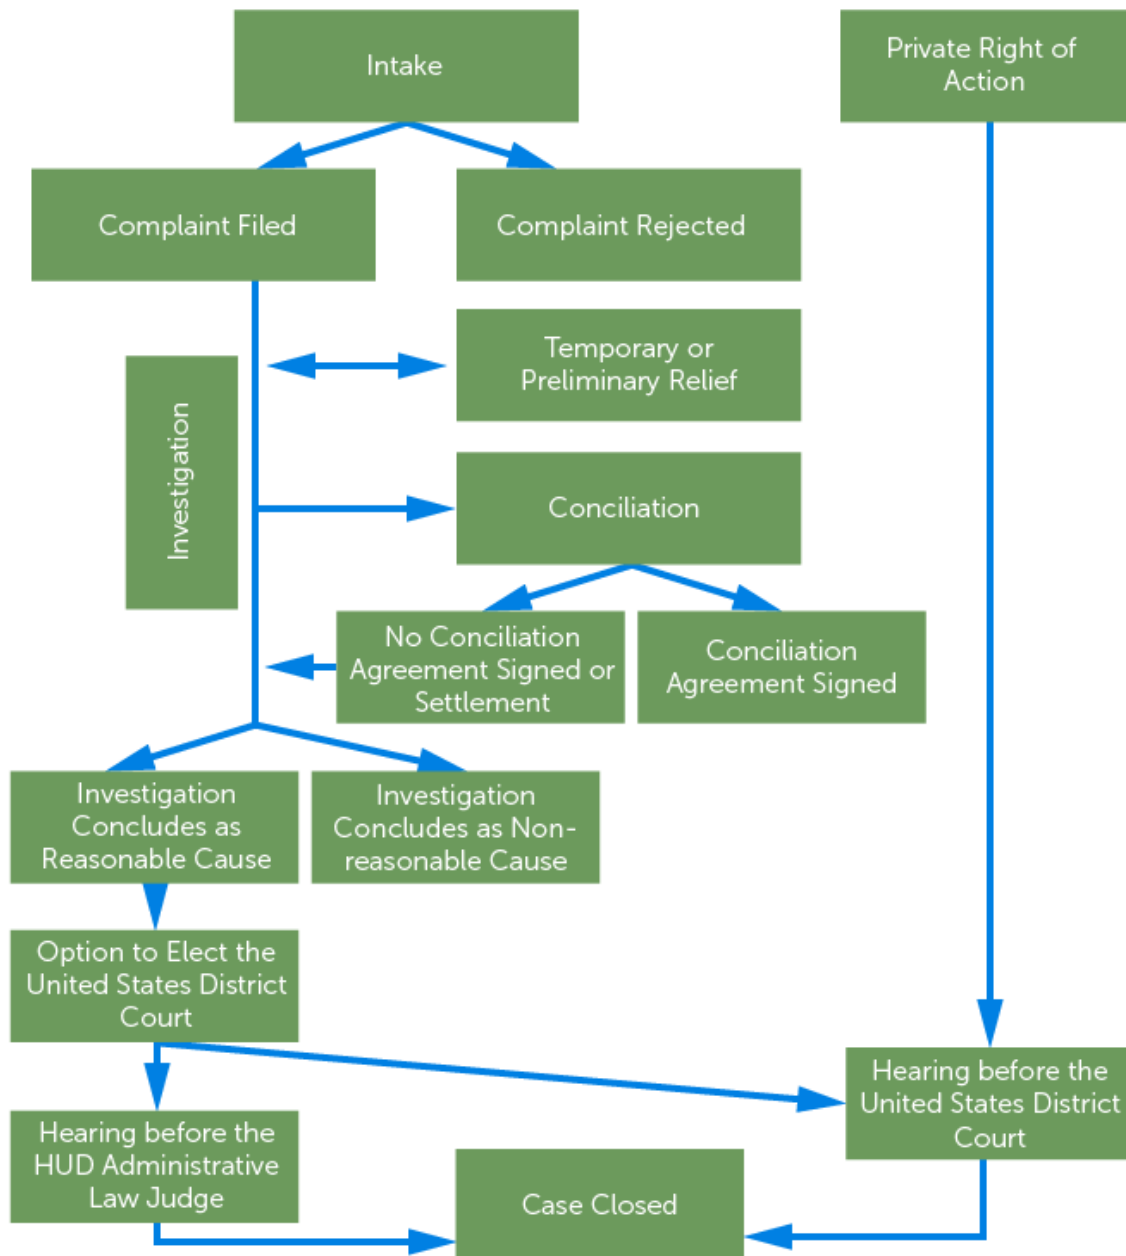 Intake
Private Right of
Action
Complaint Filed
Complaint Rejected
Temporary or
Preliminary Relief
Investigation
Conciliation
No Conciliation
Agreement Signed or
Settlement
Conciliation
Agreement Signed
Investigation
Concludes as
Reasonable Cause
Investigation
Concludes as Non-
reasonable Cause
Option to Elect the
United States District
Court
Hearing before the
United States District
Court
Hearing before the
HUD Administrative
Law Judge
Case Closed